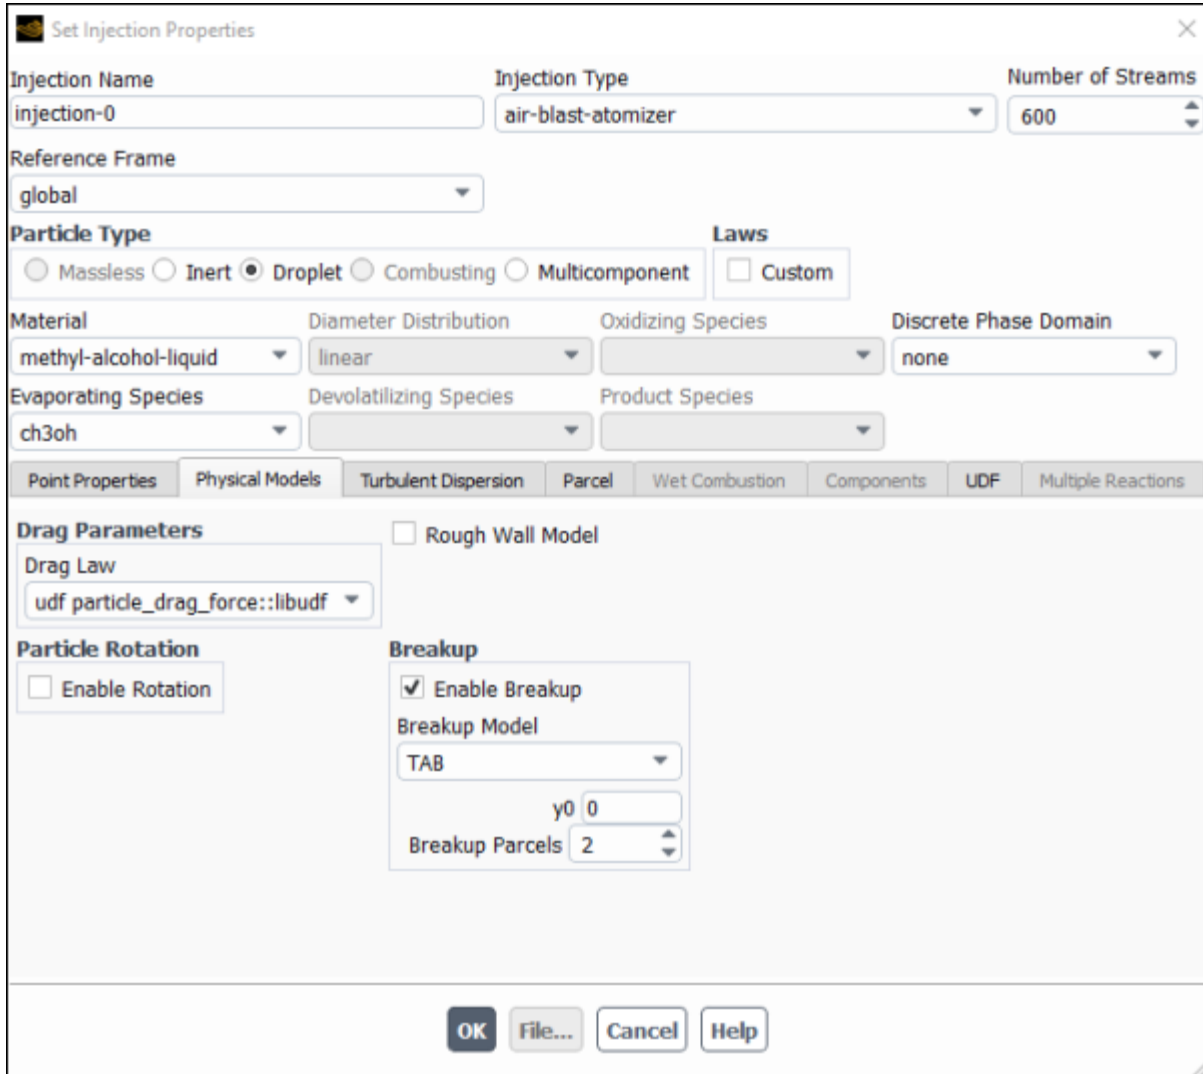 Set Injection Properties
Injection Name Injection Type Number of Streams
injection-0 air-blast-atomizer 600
Reference Frame
global
Particle Type Laws
Massless Inert Droplet Combusting Multicomponent Custom
Material Diameter Distribution Oxidizing Species Discrete Phase Domain
methyl-alcohol-liquid linear none
Evaporating Species Devolatilizing Species Product Species
ch3oh
Point Properties Physical Models Turbulent Dispersion Parcel Wet Combustion Components UDF Multiple Reactions
Drag Parameters Rough Wall Model
Drag Law
udf particle_drag_force::libudf
Particle Rotation Breakup
Enable Rotation Enable Breakup
Breakup Model
TAB
y0 0
Breakup Parcels 2
OK File... Cancel Help